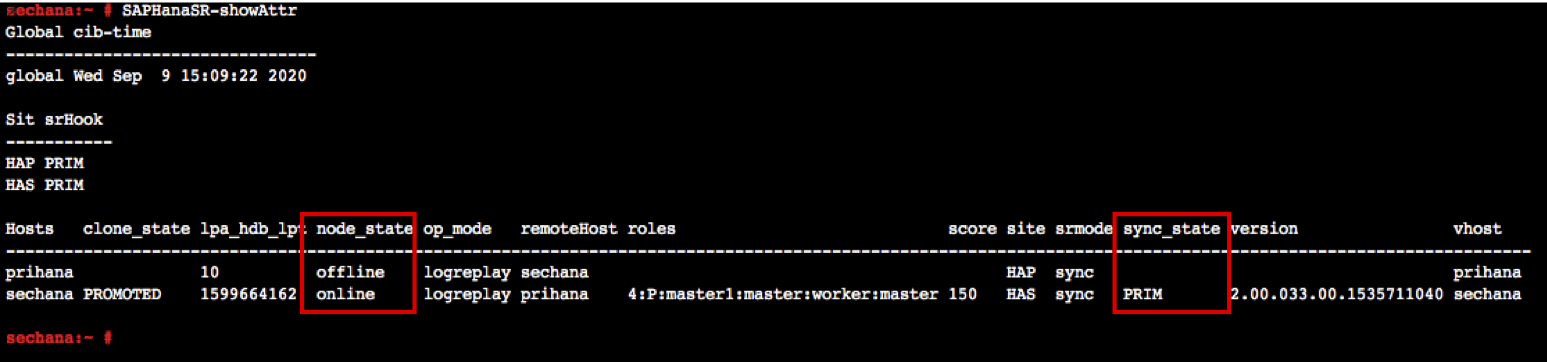 sechana:~ # SAPHanaSR-showAttr
Global cib-time
--------------------------------
global Wed Sep  9 15:09:22 2020

Sit srHook
-----------
HAP PRIM
HAS PRIM

Hosts   clone_state lpa_hdb_lpt node_state op_mode   remoteHost roles                            score site srmode sync_state version                vhost
-------------------------------------------------------------------------------------------------------------------------------------------------------------
prihana             10          offline    logreplay sechana                                           HAP  sync                                     prihana
sechana PROMOTED    1599664162  online     logreplay prihana    4:P:master1:master:worker:master 150   HAS  sync   PRIM       2.00.033.00.1535711040 sechana

sechana:~ #